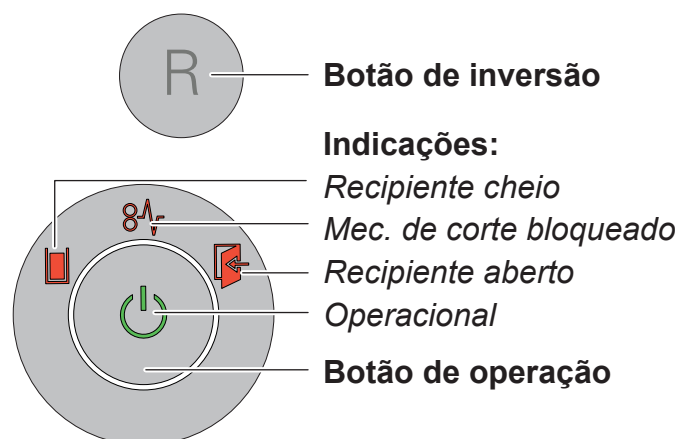 R
Botão de inversão
Indicações:
Recipiente cheio
Mec. de corte bloqueado
Recipiente aberto
Operacional
Botão de operação